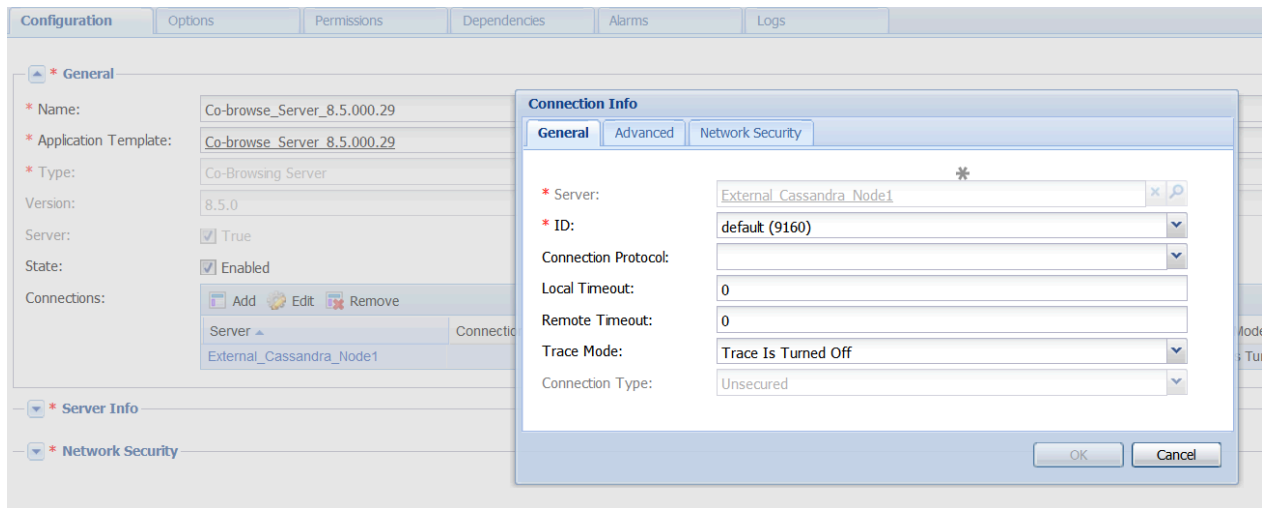 Configuration Options Permissions Dependencies Alarms Logs
* General
* Name: Co-browse_Server_8.5.000.29
* Application Template: Co-browse_Server_8.5.000.29
* Type: Co-Browsing Server
Version: 8.5.0
Server: True
State: Enabled
Connections: Add Edit Remove
Server
External_Cassandra_Node1
* Server Info
* Network Security
Connection Info
General Advanced Network Security
* Server: External_Cassandra_Node1
* ID: default (9160)
Connection Protocol:
Local Timeout: 0
Remote Timeout: 0
Trace Mode: Trace Is Turned Off
Connection Type: Unsecured
OK Cancel